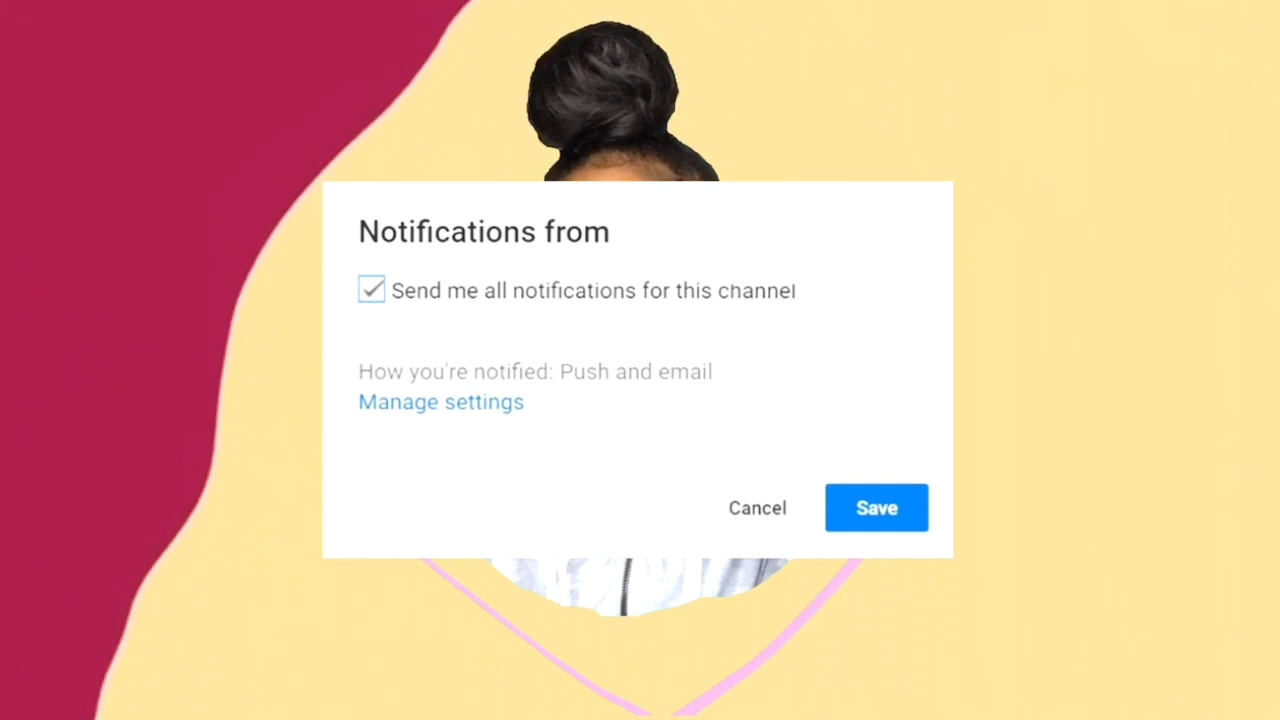 Notifications from
Send me all notifications for this channel
How you're notified: Push and email
Manage settings
Cancel
Save